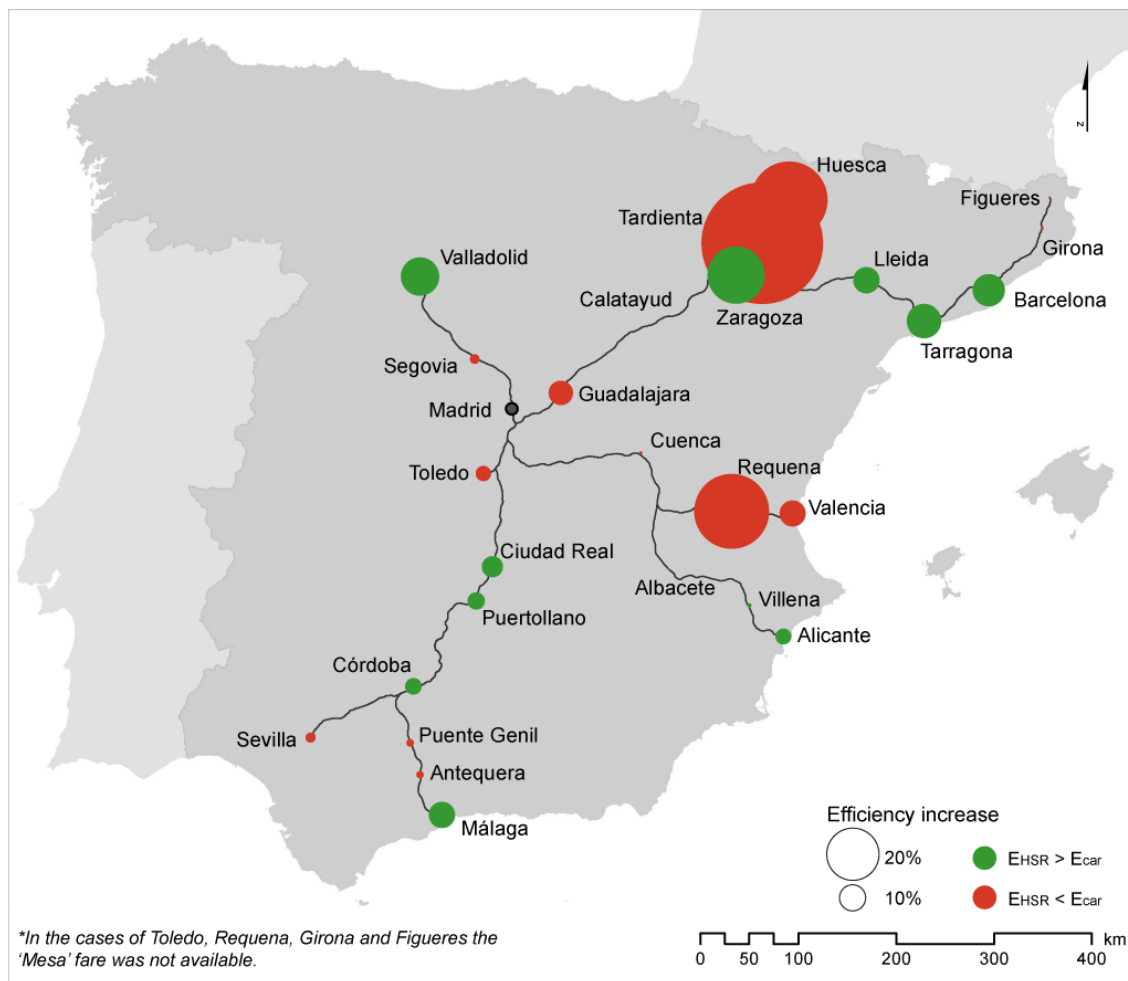 Huesca
Figueres
Tardienta
Girona
Valladolid
Lleida
Calatayud
Barcelona
Zaragoza
Tarragona
Segovia
Guadalajara
Madrid
Cuenca
Toledo
Requena
Valencia
Ciudad Real
Albacete
Villena
Puertollano
Alicante
Córdoba
Sevilla
Puente Genil
Antequera
Málaga
z
Efficiency increase
20%
EHSR > Ecar
10%
EHSR < Ecar
*In the cases of Toledo, Requena, Girona and Figueres the
'Mesa' fare was not available.
km
0 50 100 200 300 400